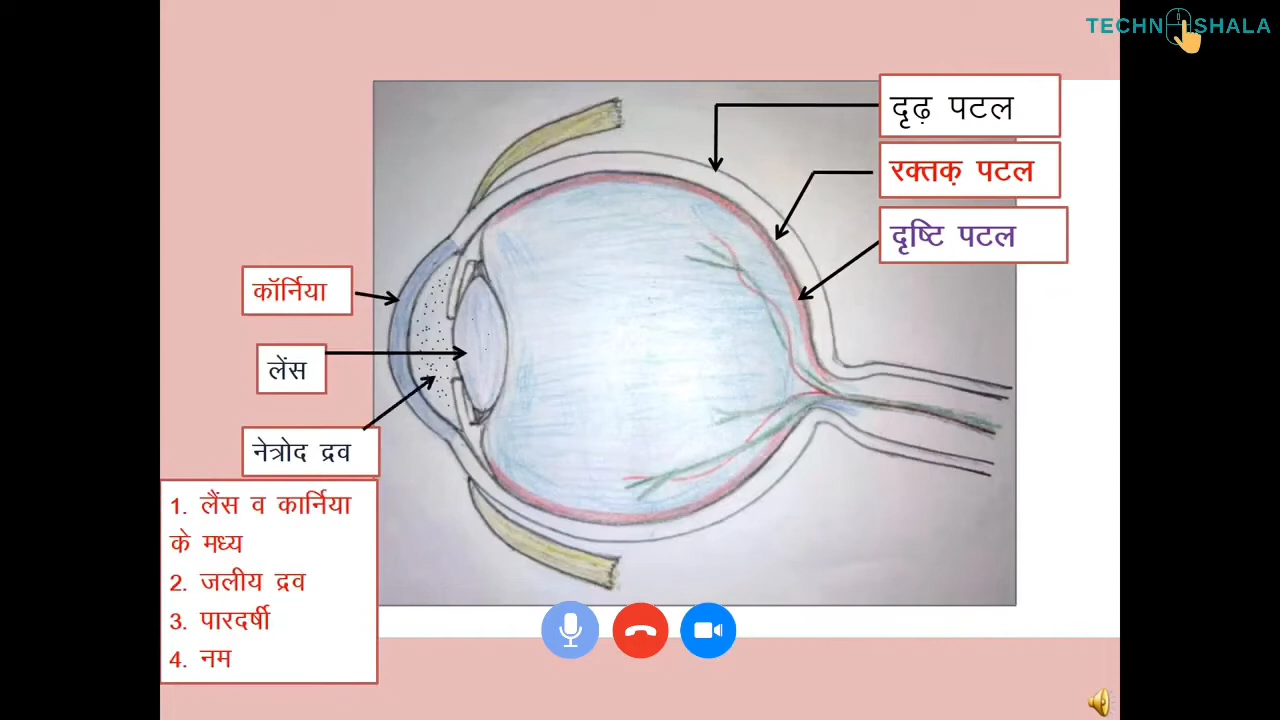 TECHNOSHALA
दृढ़ पटल
रक्तक़ पटल
दृष्टि पटल
कॉर्निया
लेंस
नेत्रोद द्रव
1. लैंस व कार्निया
के मध्य
2. जलीय द्रव
3. पारदर्षी
4. नम